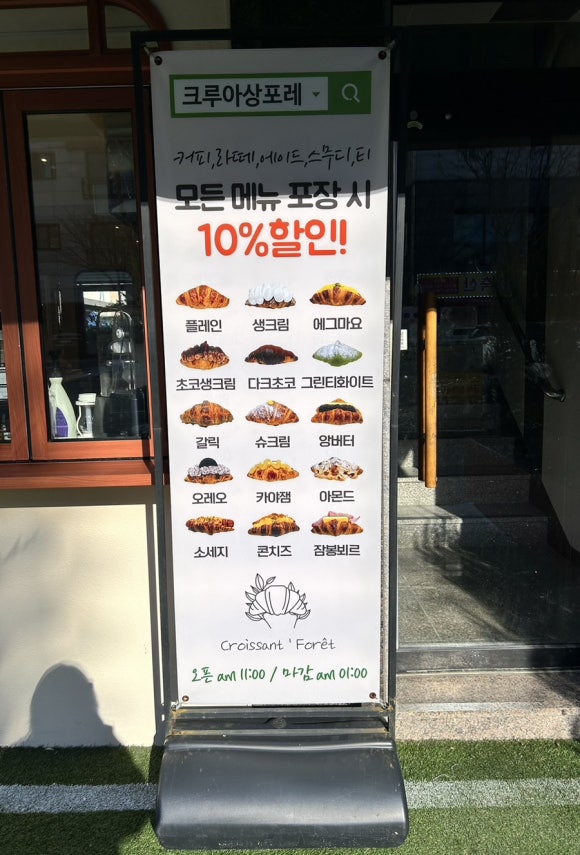 크루아상포레
커피,라떼,에이드,스무디,티
모든 메뉴 포장 시
10%할인!
플레인 생크림 에그마요
초코생크림 다크초코 그린티화이트
갈릭 슈크림 앙버터
오레오 카야잼 아몬드
소세지 콘치즈 잠봉뵈르
Croissant ' Forêt
오픈 am 11:00 / 마감 am 01:00